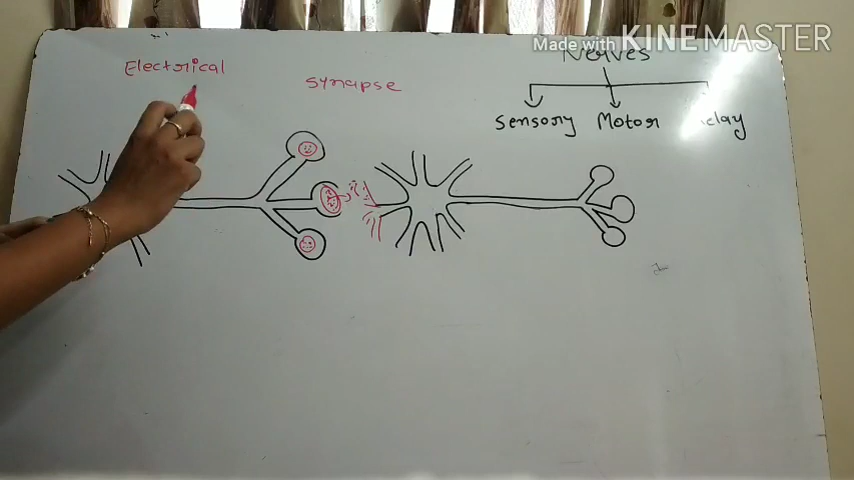 Made with KINEMASTER
Nerves
Electrical
Synapse
Sensory Motor